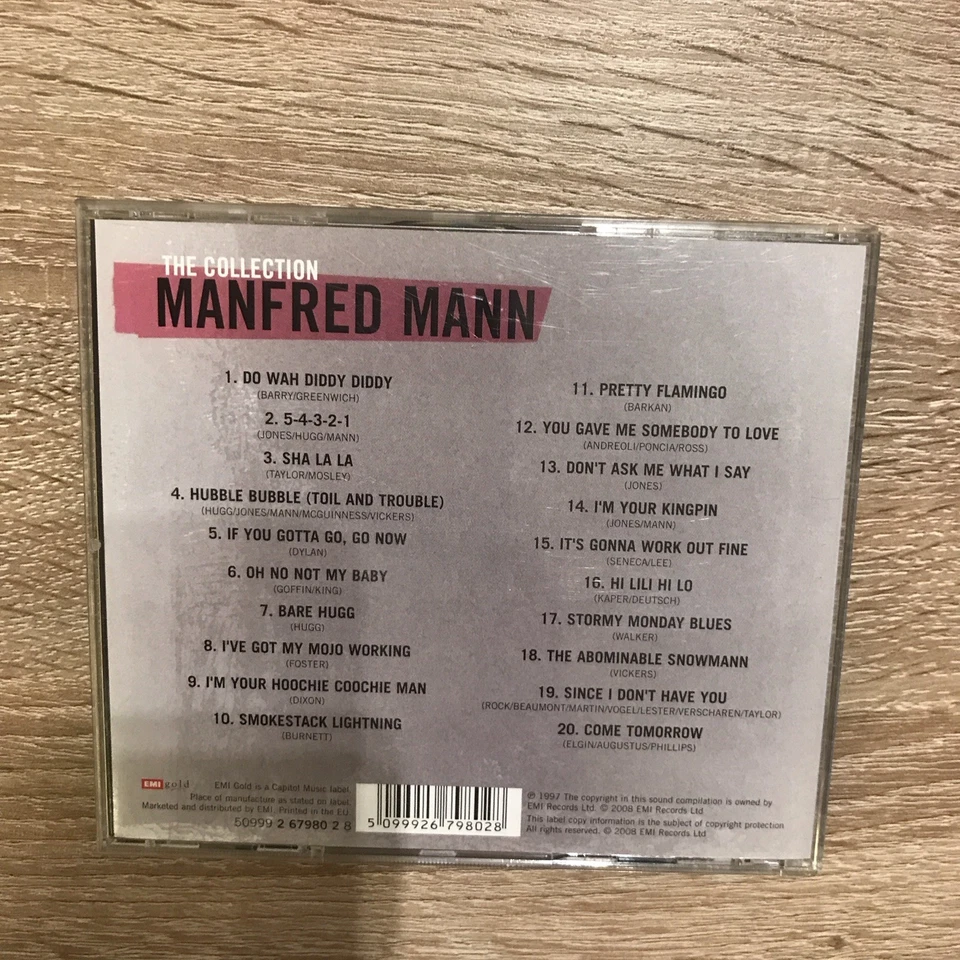 THE COLLECTION
MANFRED MANN
1. DO WAH DIDDY DIDDY
(BARRY/GREENWICH)
2. 5-4-3-2-1
(JONES/HUGG/MANN)
3. SHA LA LA
(TAYLOR/MOSLEY)
4. HUBBLE BUBBLE (TOIL AND TROUBLE)
(HUGG/JONES/MANN/MCGUINNESS/VICKERS)
5. IF YOU GOTTA GO, GO NOW
(DYLAN)
6. OH NO NOT MY BABY
(GOFFIN/KING)
7. BARE HUGG
(HUGG)
8. I'VE GOT MY MOJO WORKING
(FOSTER)
9. I'M YOUR HOOCHIE COOCHIE MAN
(DIXON)
10. SMOKESTACK LIGHTNING
(BURNETT)
11. PRETTY FLAMINGO
(BARKAN)
12. YOU GAVE ME SOMEBODY TO LOVE
(ANDREOLI/PONCIA/ROSS)
13. DON'T ASK ME WHAT I SAY
(JONES)
14. I'M YOUR KINGPIN
(JONES/MANN)
15. IT'S GONNA WORK OUT FINE
(SENECA/LEE)
16. HI LILI HI LO
(KAPER/DEUTSCH)
17. STORMY MONDAY BLUES
(WALKER)
18. THE ABOMINABLE SNOWMANN
(VICKERS)
19. SINCE I DON'T HAVE YOU
(ROCK/BEAUMONT/MARTIN/VOGEL/LESTER/VERSCHAREN/TAYLOR)
20. COME TOMORROW
(ELGIN/AUGUSTUS/PHILLIPS)
EMI gold
EMI Gold is a Capitol Music label.
Place of manufacture as stated on label.
Marketed and distributed by EMI. Printed in the EU.
50999 2 67980 2 8
5 099926 798028
℗ 1997 The copyright in this sound compilation is owned by
EMI Records Ltd. © 2008 EMI Records Ltd
This label copy information is the subject of copyright protection
All rights reserved. © 2008 EMI Records Ltd